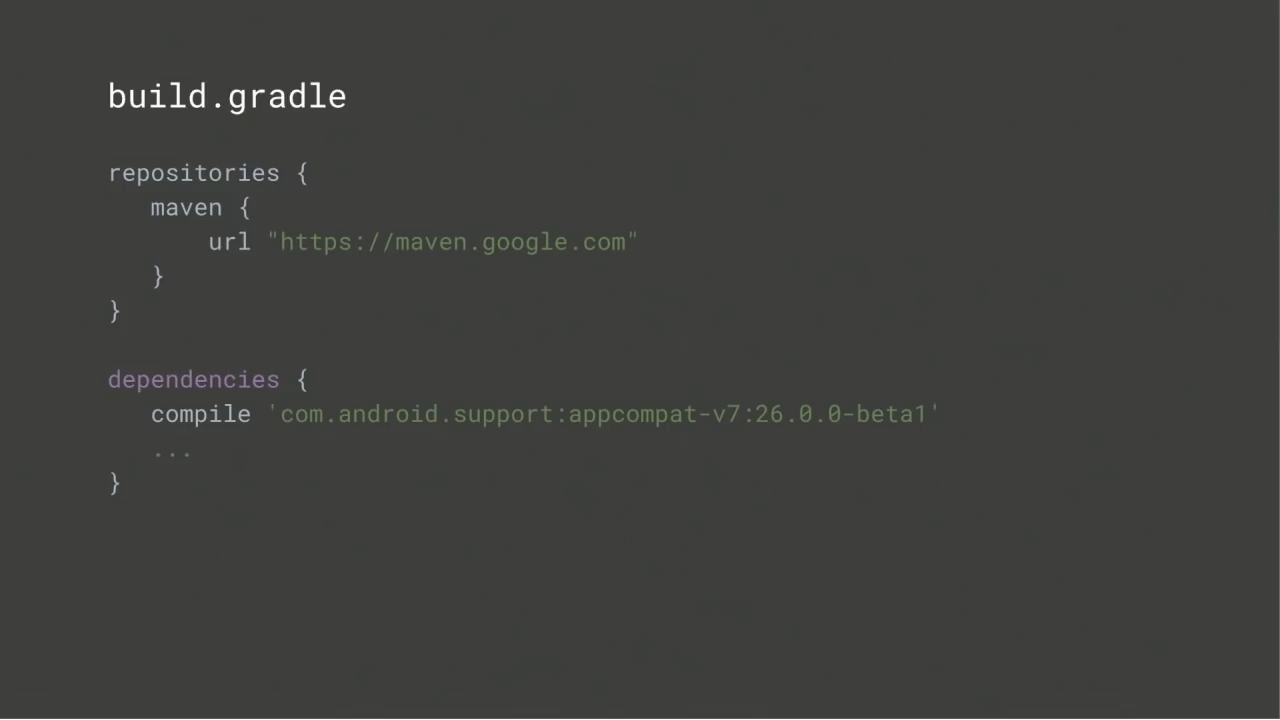 build.gradle
repositories {
maven {
url "https://maven.google.com"
}
}
dependencies {
compile 'com.android.support:appcompat-v7:26.0.0-beta1'
...
}